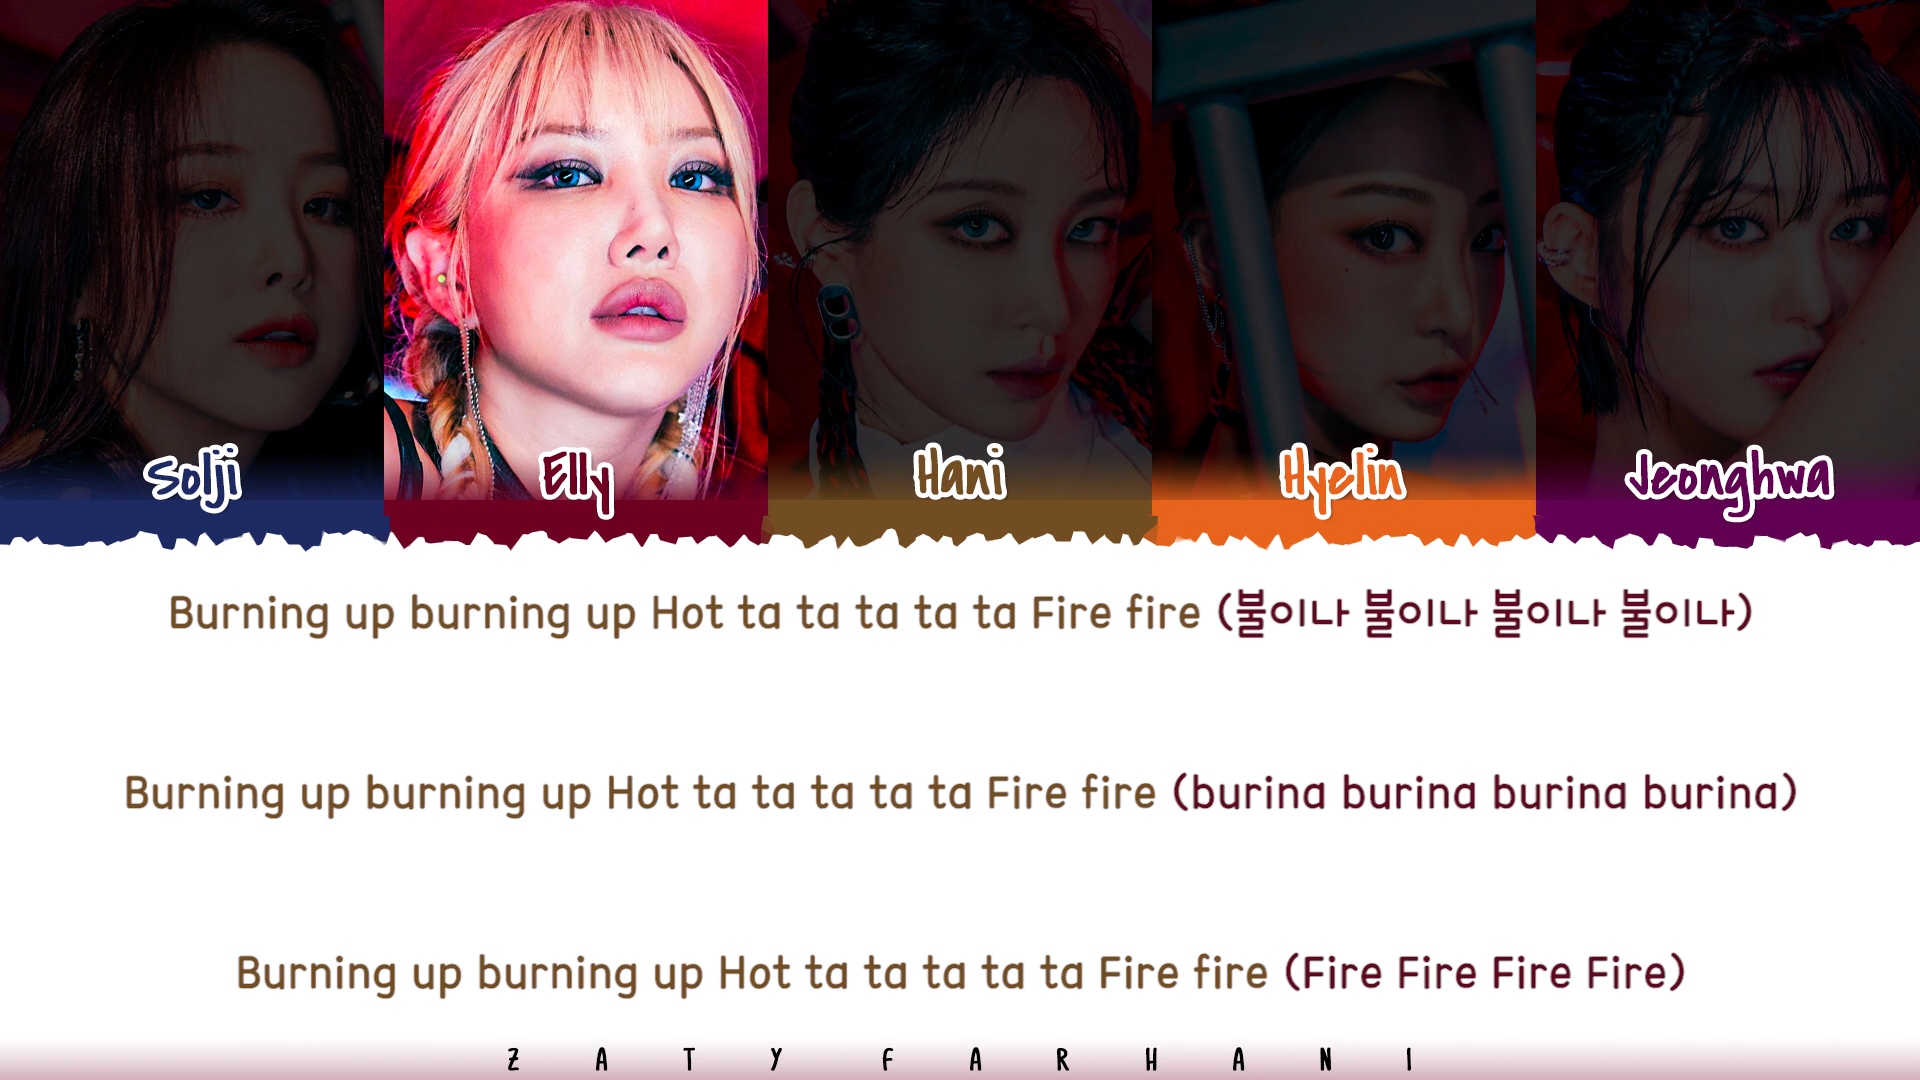 Solji Elly Hani Hyelin Jeonghwa
Burning up burning up Hot ta ta ta ta ta Fire fire (불이나 불이나 불이나 불이나)
Burning up burning up Hot ta ta ta ta ta Fire fire (burina burina burina burina)
Burning up burning up Hot ta ta ta ta ta Fire fire (Fire Fire Fire Fire)
ZATY FARHANI